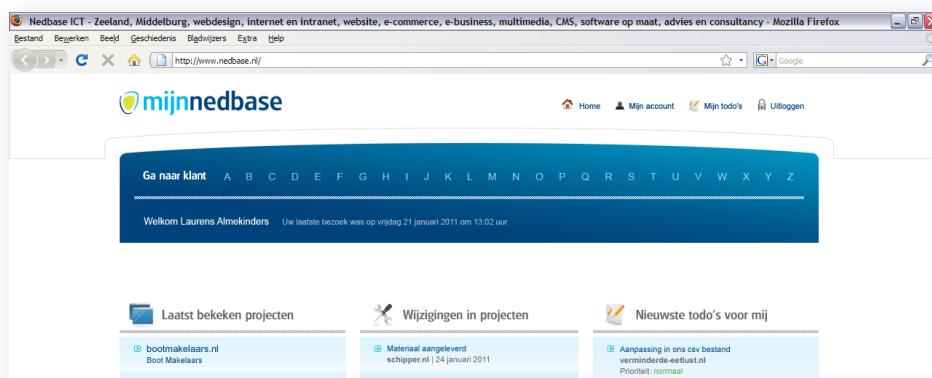 Nedbase ICT - Zeeland, Middelburg, webdesign, internet en intranet, website, e-commerce, e-business, multimedia, CMS, software op maat, advies en consultancy - Mozilla Firefox
Bestand Bewerken Beeld Geschiedenis Bladwijzers Extra Help
http://www.nedbase.nl/ G Google
mijnnedbase
Home Mijn account Mijn todo's Uitloggen
Ga naar klant A B C D E F G H I J K L M N O P Q R S T U V W X Y Z
Welkom Laurens Almekinders Uw laatste bezoek was op vrijdag 21 januari 2011 om 13:02 uur
Laatst bekeken projecten
bootmakelaars.nl
Boot Makelaars
Wijzigingen in projecten
Materiaal aangeleverd
schipper.nl | 24 januari 2011
Nieuwste todo's voor mij
Aanpassing in ons csv bestand
verminderde-eetlust.nl
Prioriteit: normaal